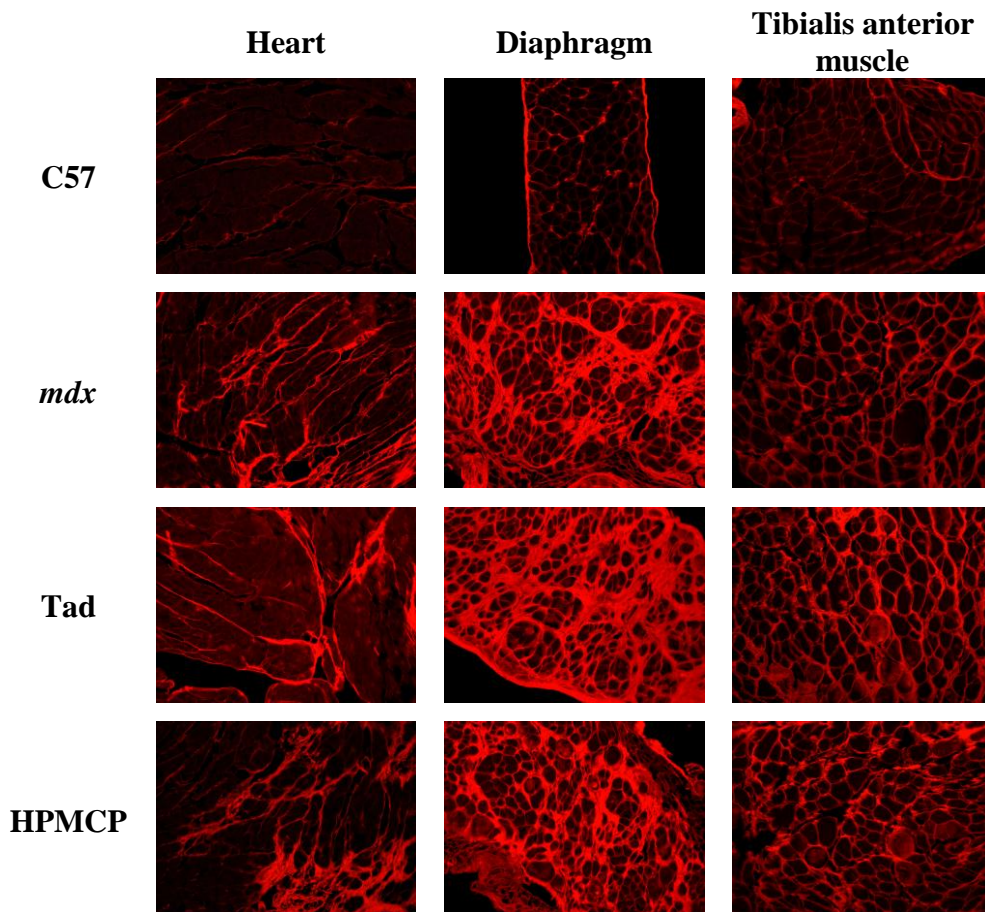 Heart
Diaphragm
Tibialis anterior
muscle
C57
mdx
Tad
HPMCP